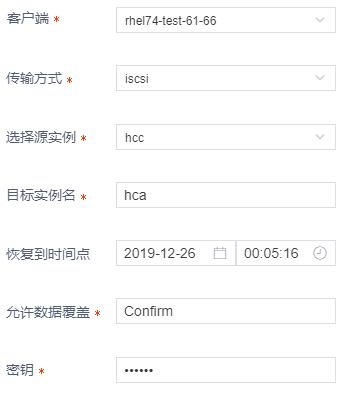 客户端 * rhel74-test-61-66
传输方式 * iscsi
选择源实例 * hcc
目标实例名 * hca
恢复到时间点 2019-12-26 00:05:16
允许数据覆盖 * Confirm
密钥 * ••••••